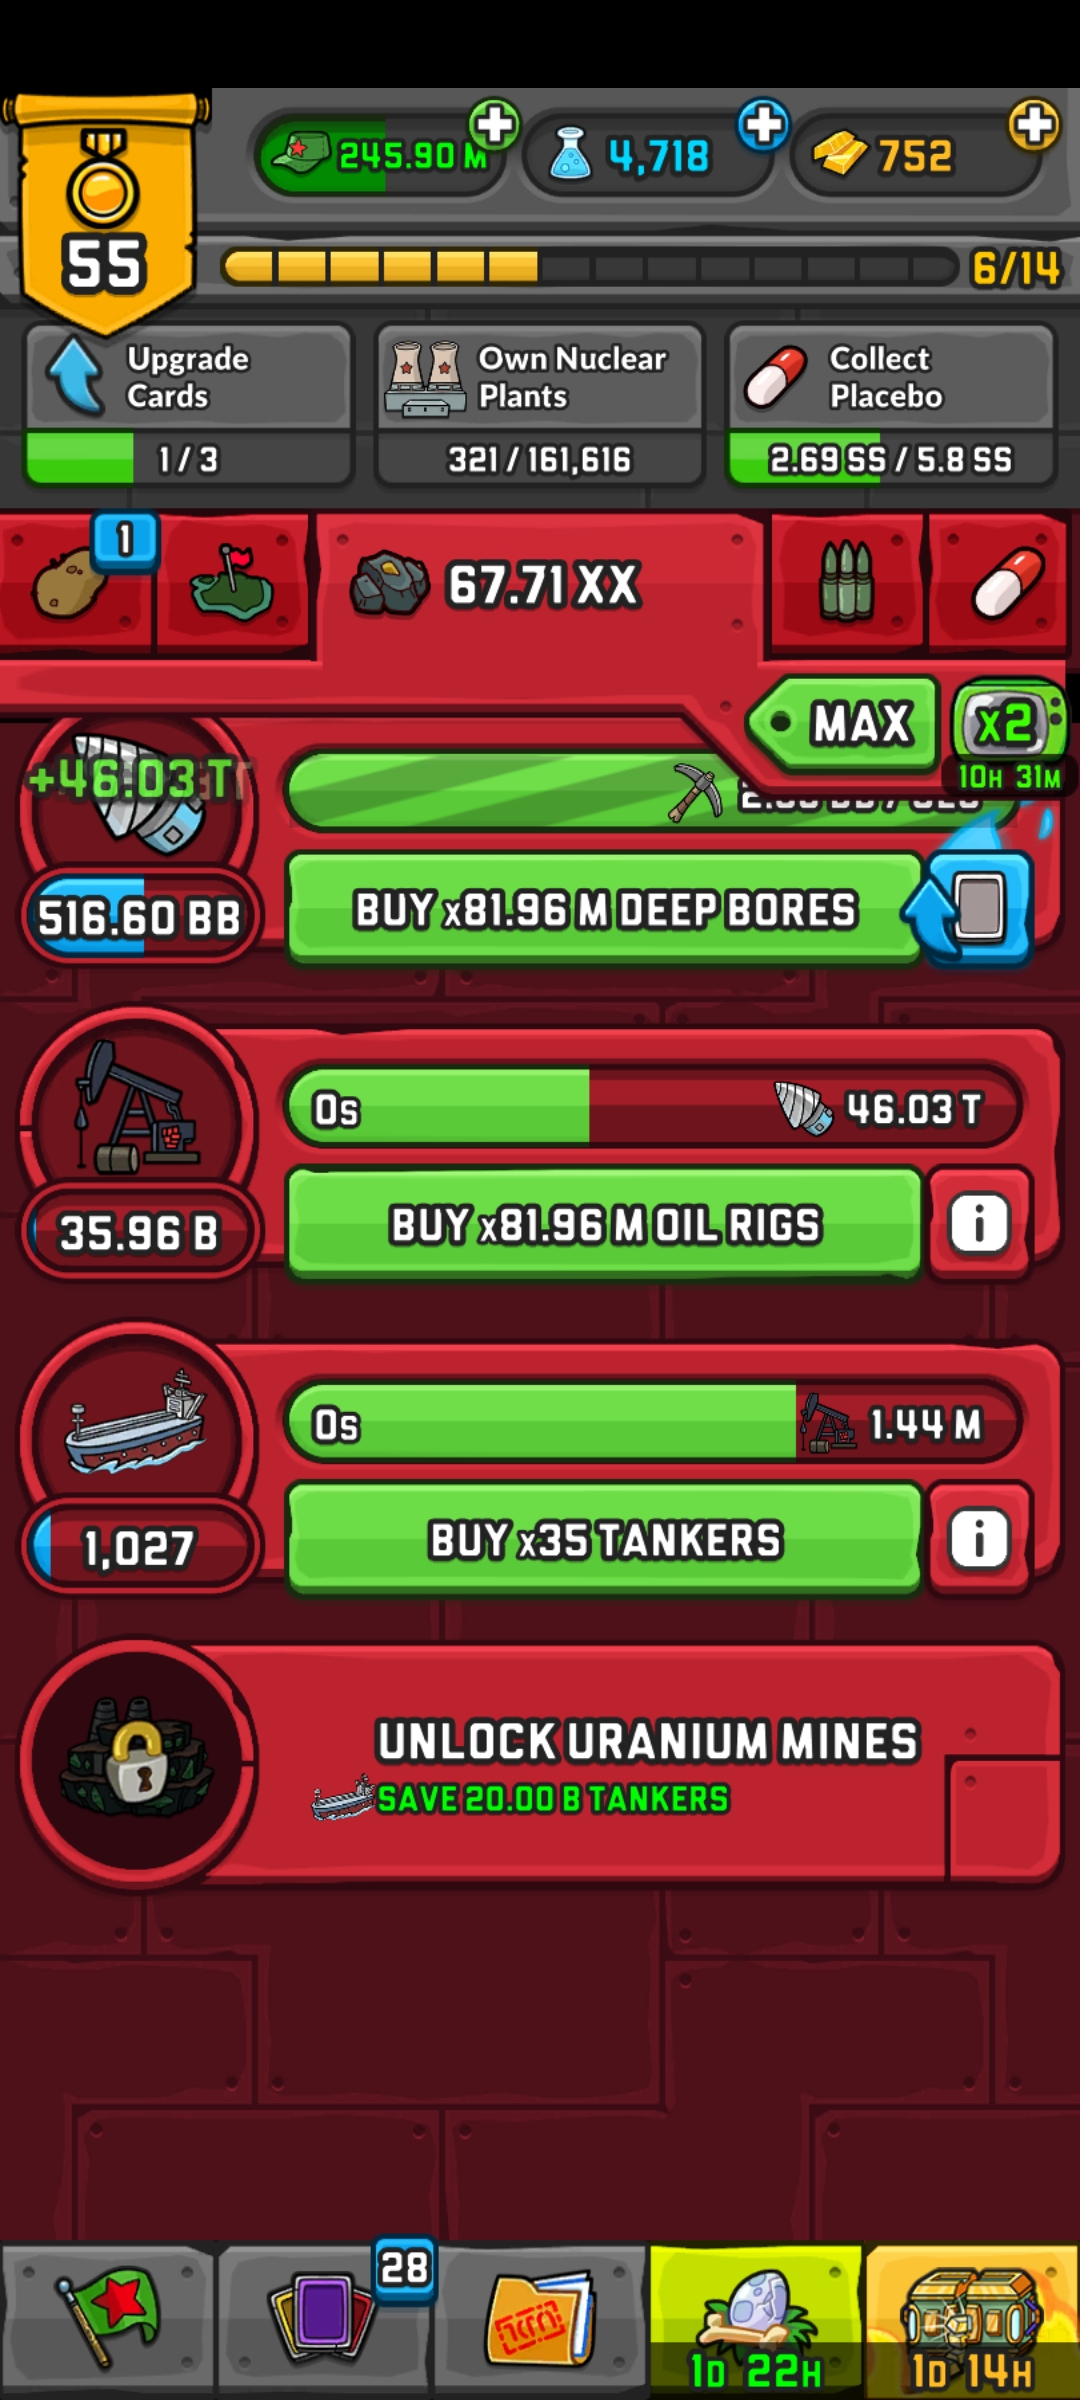 245.90 M
4,718
752
55
6/14
Upgrade
Cards
1 / 3
Own Nuclear
Plants
321 / 161,616
Collect
Placebo
2.69 SS / 5.8 SS
1
67.71 XX
MAX
x2
10H 31M
+46.03 T
516.60 BB
BUY x81.96 M DEEP BORES
0s
46.03 T
35.96 B
BUY x81.96 M OIL RIGS
i
0s
1.44 M
1,027
BUY x35 TANKERS
i
UNLOCK URANIUM MINES
SAVE 20.00 B TANKERS
28
1D 22H
1D 14H